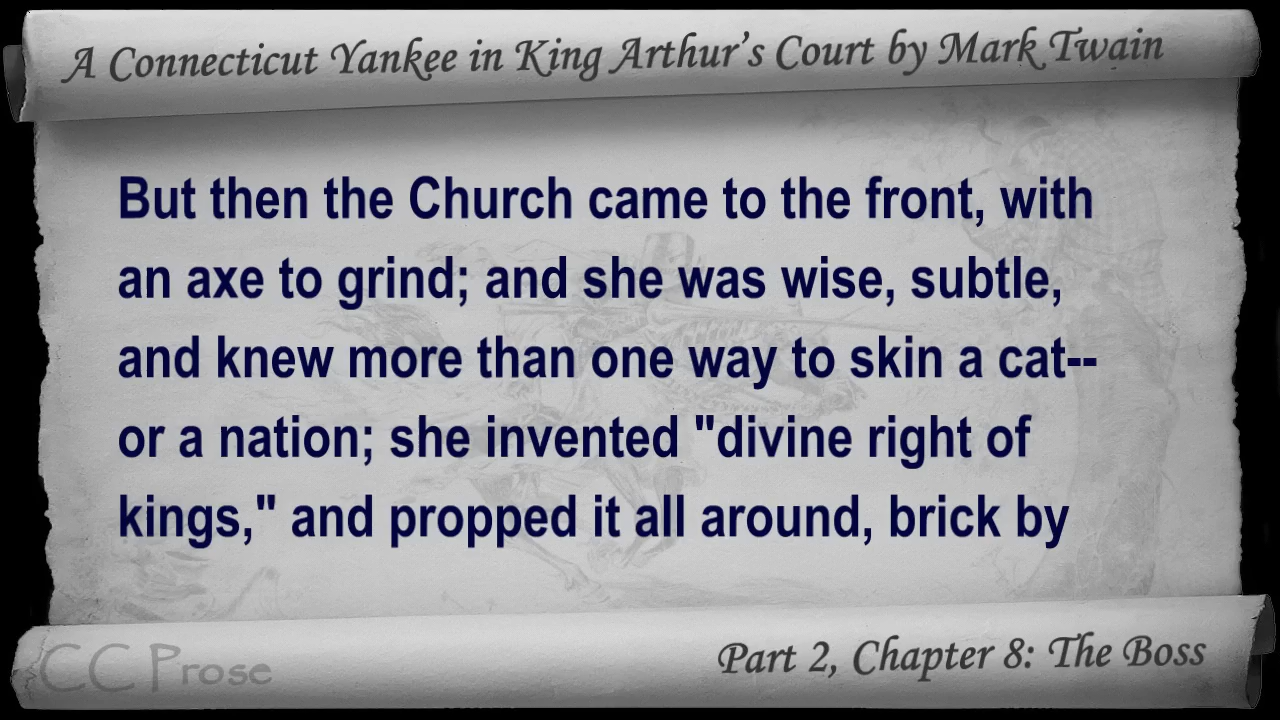 A Connecticut Yankee in King Arthur's Court by Mark Twain
But then the Church came to the front, with
an axe to grind; and she was wise, subtle,
and knew more than one way to skin a cat--
or a nation; she invented "divine right of
kings," and propped it all around, brick by
CC Prose
Part 2, Chapter 8: The Boss